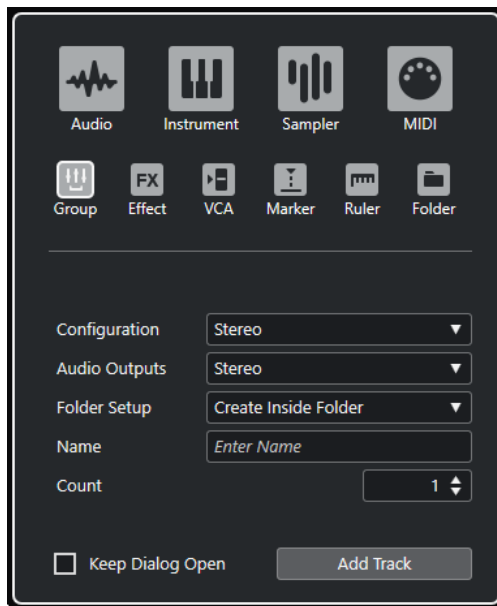 Audio Instrument Sampler MIDI
FX
Group Effect VCA Marker Ruler Folder
Configuration Stereo
Audio Outputs Stereo
Folder Setup Create Inside Folder
Name Enter Name
Count 1
Keep Dialog Open Add Track